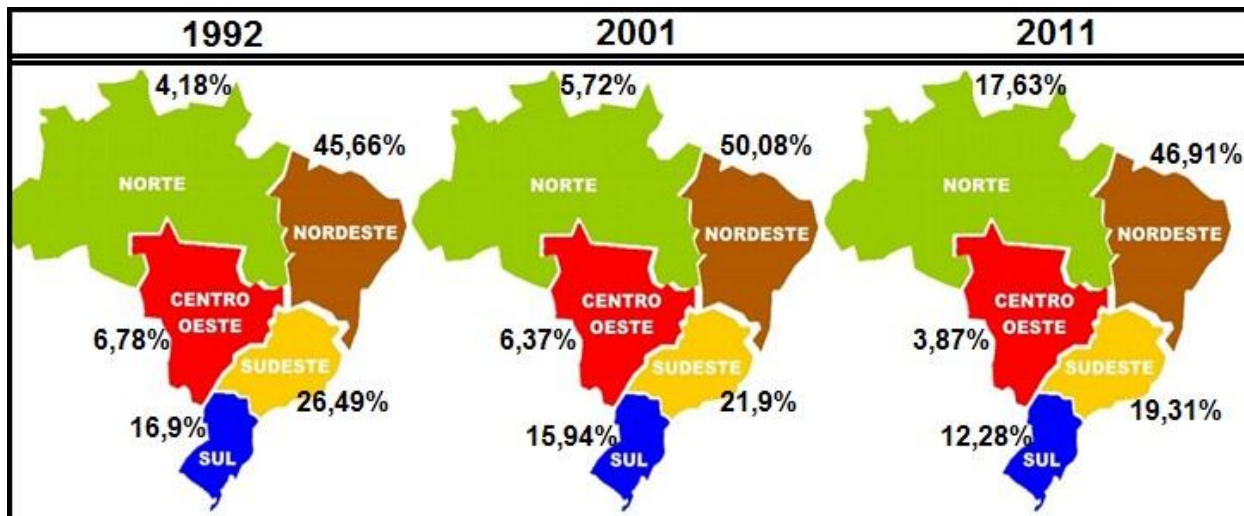 1992
4,18%
45,66%
NORTE
NORDESTE
CENTRO
OESTE
6,78%
SUDESTE
26,49%
16,9%
SUL
2001
5,72%
50,08%
NORTE
NORDESTE
CENTRO
OESTE
6,37%
SUDESTE
21,9%
15,94%
SUL
2011
17,63%
46,91%
NORTE
NORDESTE
CENTRO
OESTE
3,87%
SUDESTE
19,31%
12,28%
SUL